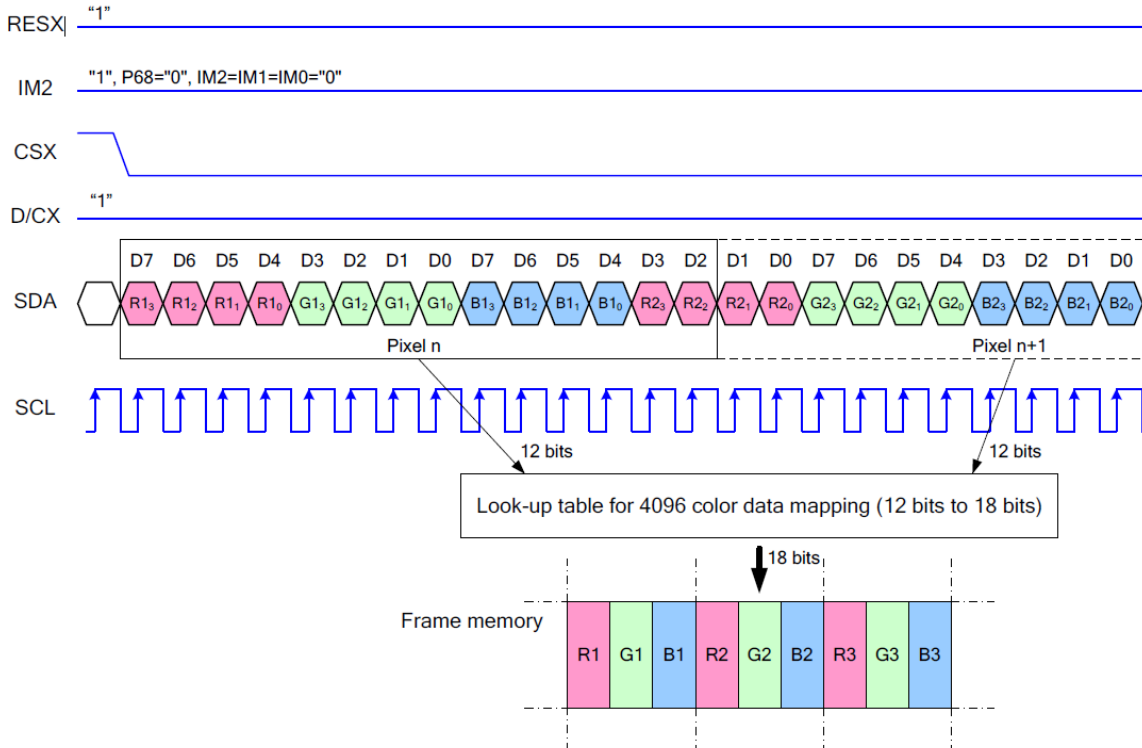 RESX “1”
IM2 "1", P68="0", IM2=IM1=IM0="0"
CSX
D/CX “1”
D7 D6 D5 D4 D3 D2 D1 D0 D7 D6 D5 D4 D3 D2 D1 D0 D7 D6 D5 D4 D3 D2 D1 D0
SDA R1₃ R1₂ R1₁ R1₀ G1₃ G1₂ G1₁ G1₀ B1₃ B1₂ B1₁ B1₀ R2₃ R2₂ R2₁ R2₀ G2₃ G2₂ G2₁ G2₀ B2₃ B2₂ B2₁ B2₀
Pixel n Pixel n+1
SCL
12 bits 12 bits
Look-up table for 4096 color data mapping (12 bits to 18 bits)
18 bits
Frame memory
R1 G1 B1 R2 G2 B2 R3 G3 B3